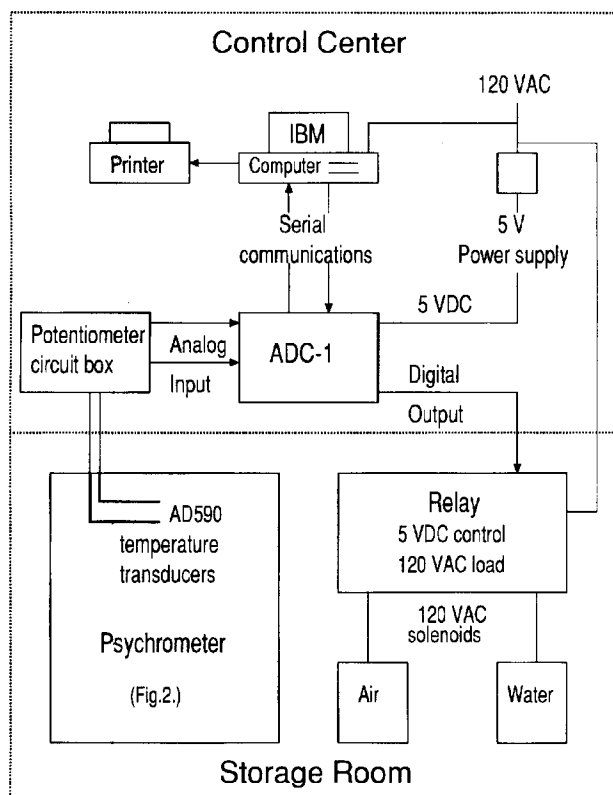 Control Center
120 VAC
IBM
Printer
Computer
Serial
communications
5 V
Power supply
5 VDC
Potentiometer
circuit box
Analog
Input
ADC-1
Digital
Output
AD590
temperature
transducers
Psychrometer
(Fig.2.)
Relay
5 VDC control
120 VAC load
120 VAC
solenoids
Air
Water
Storage Room